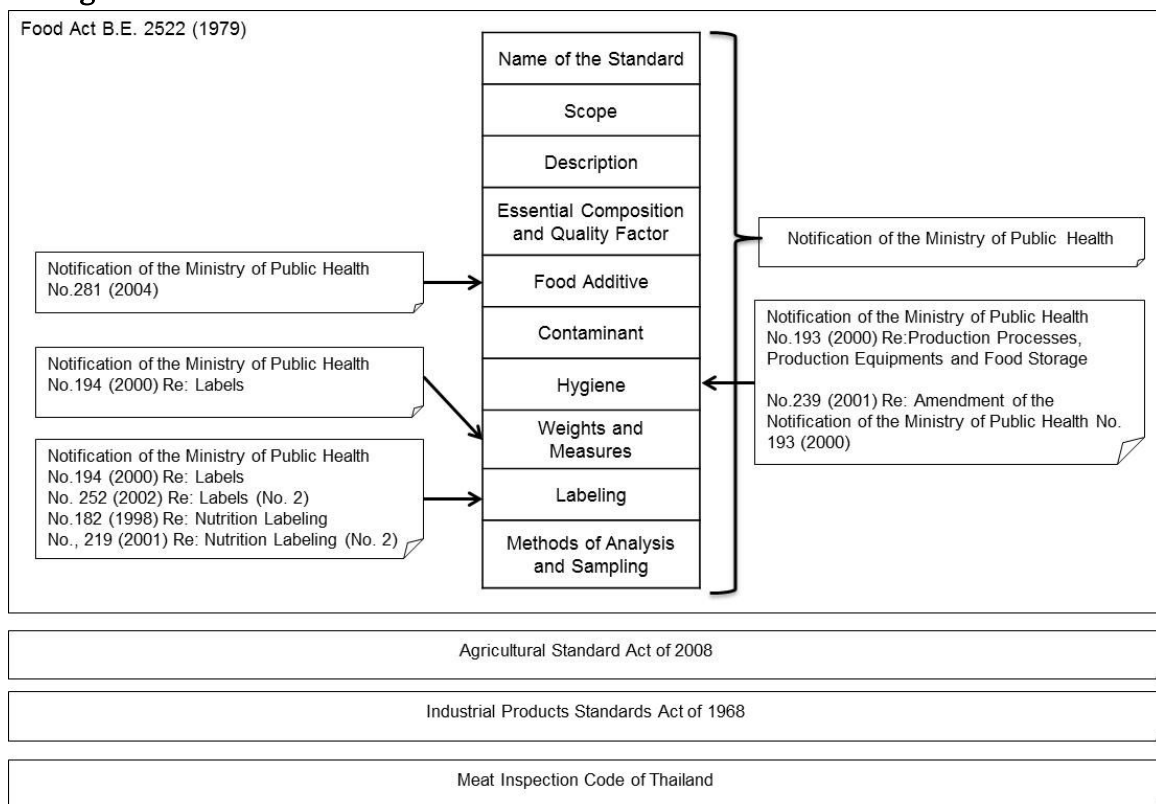 Food Act B.E. 2522 (1979)
Name of the Standard
Scope
Description
Essential Composition
and Quality Factor
Food Additive
Contaminant
Hygiene
Weights and
Measures
Labeling
Methods of Analysis
and Sampling
Notification of the Ministry of Public Health
No.281 (2004)
Notification of the Ministry of Public Health
No.194 (2000) Re: Labels
Notification of the Ministry of Public Health
No.194 (2000) Re: Labels
No. 252 (2002) Re: Labels (No. 2)
No.182 (1998) Re: Nutrition Labeling
No., 219 (2001) Re: Nutrition Labeling (No. 2)
Notification of the Ministry of Public Health
Notification of the Ministry of Public Health
No.193 (2000) Re:Production Processes,
Production Equipments and Food Storage
No.239 (2001) Re: Amendment of the
Notification of the Ministry of Public Health No.
193 (2000)
Agricultural Standard Act of 2008
Industrial Products Standards Act of 1968
Meat Inspection Code of Thailand